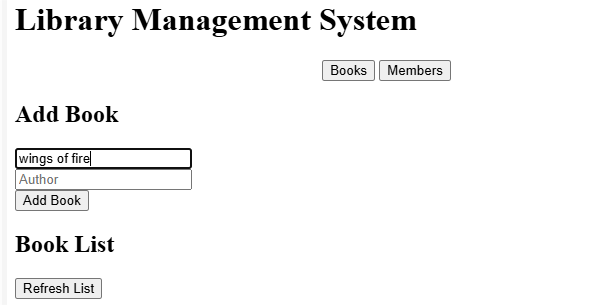 Library Management System
Books Members
Add Book
wings of fire
Author
Add Book
Book List
Refresh List